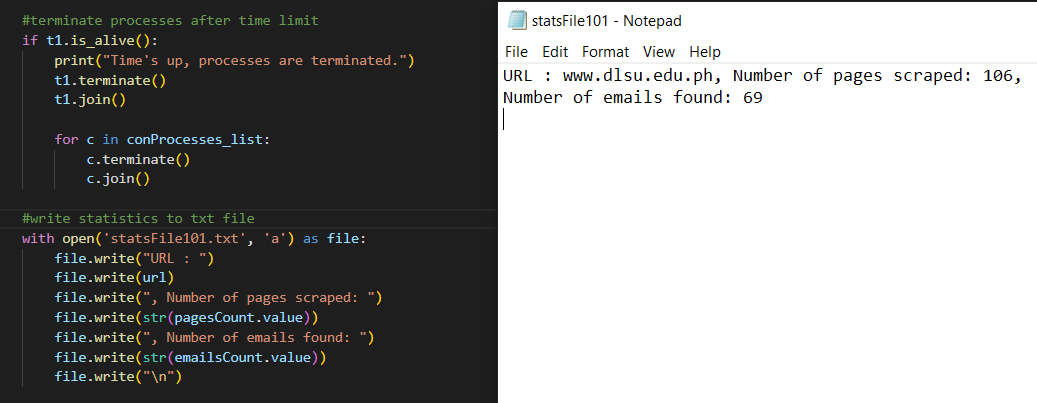 #terminate processes after time limit
if t1.is_alive():
    print("Time's up, processes are terminated.")
    t1.terminate()
    t1.join()

    for c in conProcesses_list:
        c.terminate()
        c.join()

#write statistics to txt file
with open('statsFile101.txt', 'a') as file:
    file.write("URL : ")
    file.write(url)
    file.write(", Number of pages scraped: ")
    file.write(str(pagesCount.value))
    file.write(", Number of emails found: ")
    file.write(str(emailsCount.value))
    file.write("\n")
statsFile101 - Notepad
File Edit Format View Help
URL : www.dlsu.edu.ph, Number of pages scraped: 106,
Number of emails found: 69